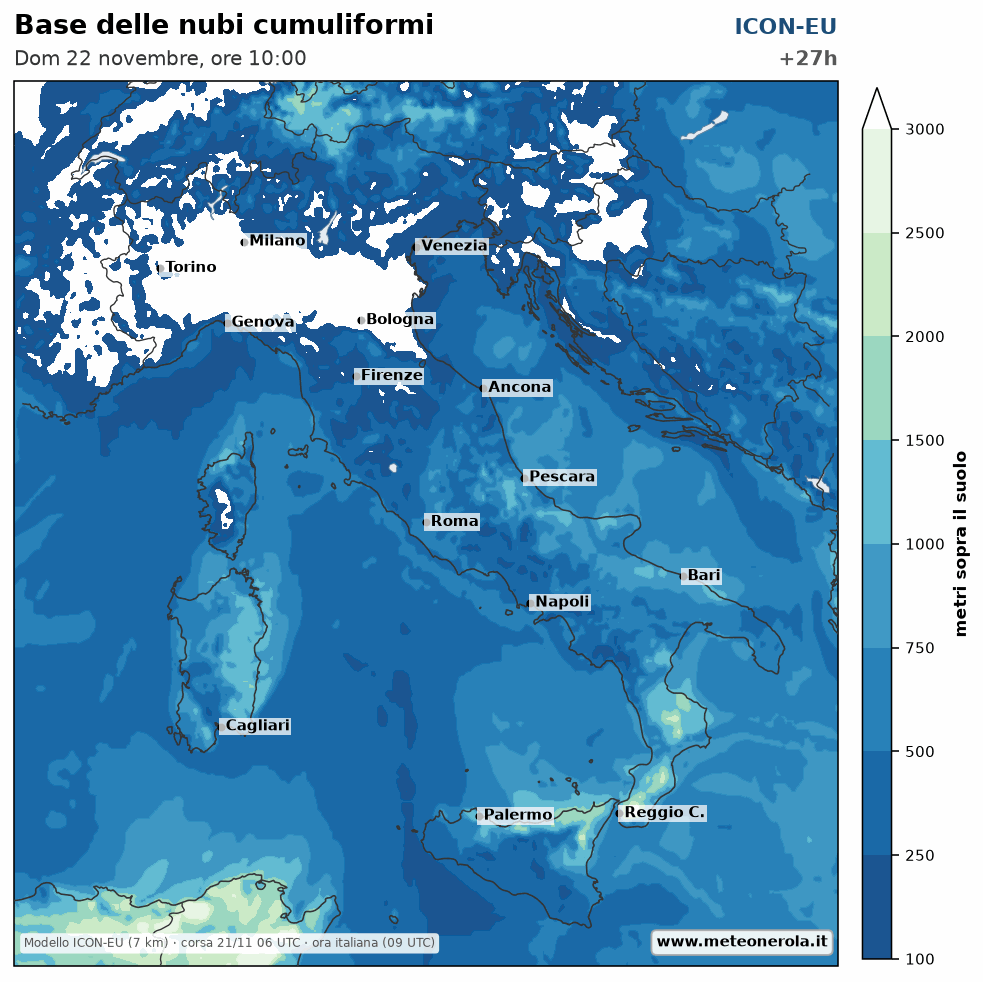 Base delle nubi cumuliformi
ICON-EU
Dom 22 novembre, ore 10:00
+27h
3000
2500
2000
1500
1000
750
500
250
100
metri sopra il suolo
Milano
Venezia
Torino
Genova
Bologna
Firenze
Ancona
Pescara
Roma
Bari
Napoli
Cagliari
Palermo
Reggio C.
Modello ICON-EU (7 km) · corsa 21/11 06 UTC · ora italiana (09 UTC)
www.meteonerola.it